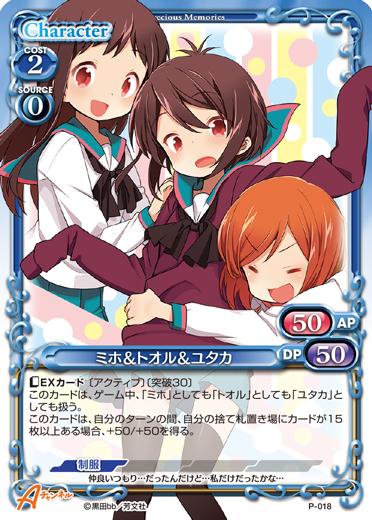 Precious Memories
Character
COST
2
SOURCE
0
50 AP
ミホ&トオル&ユタカ
DP 50
EXカード〔アクティブ〕〔突破30〕
このカードは、ゲーム中、「ミホ」としても「トオル」としても「ユタカ」と
しても扱う。
このカードは、自分のターンの間、自分の捨て札置き場にカードが15
枚以上ある場合、+50/+50を得る。
制服
仲良いつもり…だったんだけど…私だけだったかな…
Aチャンネル
©黒田bb/芳文社
P-018